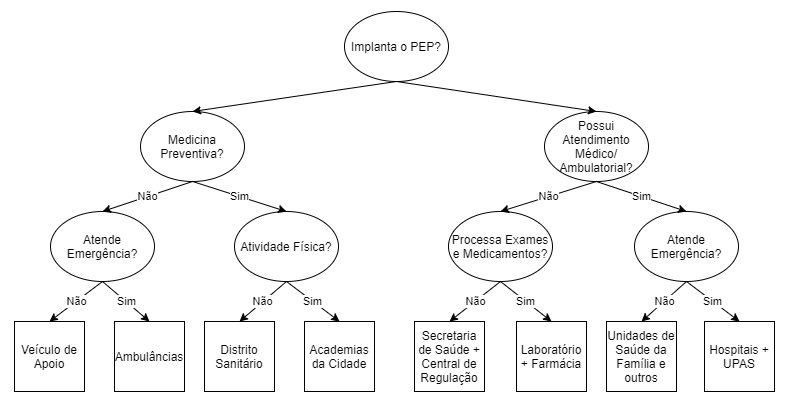 Implanta o PEP?
Medicina
Preventiva?
Possui
Atendimento
Médico/
Ambulatorial?
Não
Sim
Não
Sim
Atende
Emergência?
Atividade Física?
Processa Exames
e Medicamentos?
Atende
Emergência?
Não
Sim
Não
Sim
Não
Sim
Não
Sim
Veículo de
Apoio
Ambulâncias
Distrito
Sanitário
Academias
da Cidade
Secretaria
de Saúde +
Central de
Regulação
Laboratório
+ Farmácia
Unidades de
Saúde da
Família e
outros
Hospitais +
UPAS